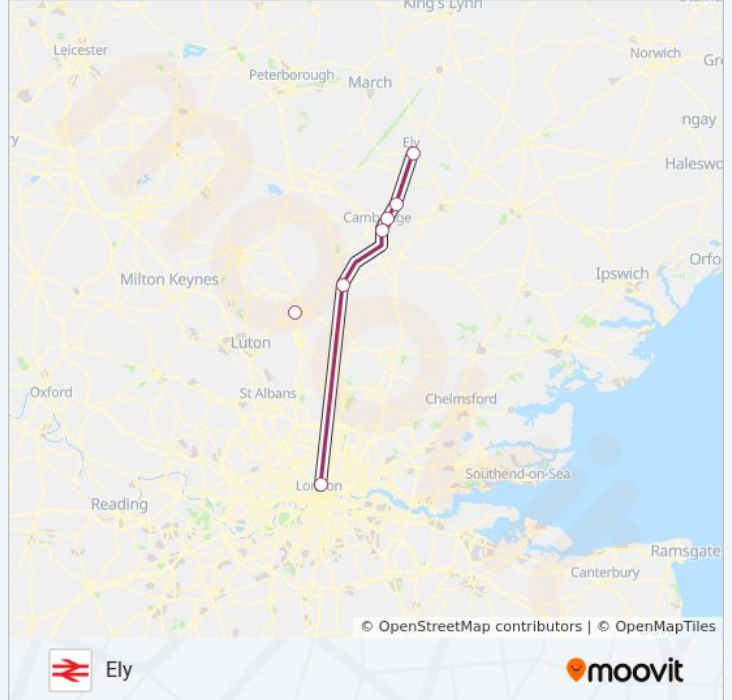 King's Lynn
Leicester
Norwich
Peterborough
March
Gr
ngay
ry
Ely
Haleswo
Cambridge
Orfo
Milton Keynes
Ipswich
Luton
Oxford
St Albans
Chelmsford
London
Southend-on-Sea
Reading
Ramsgate
Canterbury
© OpenStreetMap contributors | © OpenMapTiles
Ely
moovit